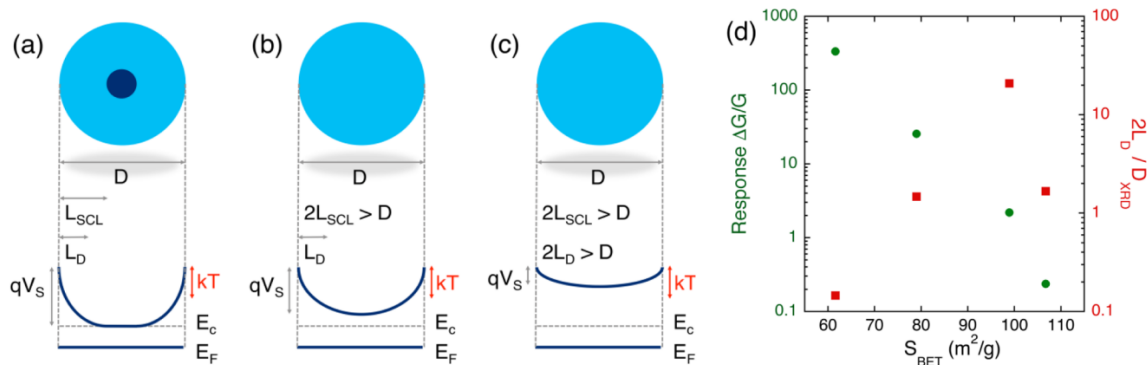 (a)
D
L_SCL
L_D
qV_S
kT
E_c
E_F
(b)
D
2L_SCL > D
L_D
qV_S
kT
E_c
E_F
(c)
D
2L_SCL > D
2L_D > D
qV_S
kT
E_c
E_F
(d)
Response ΔG/G
1000
100
10
1
0.1
60 70 80 90 100 110
S_BET (m²/g)
100
10
1
0.1
2L_D / D_XRD